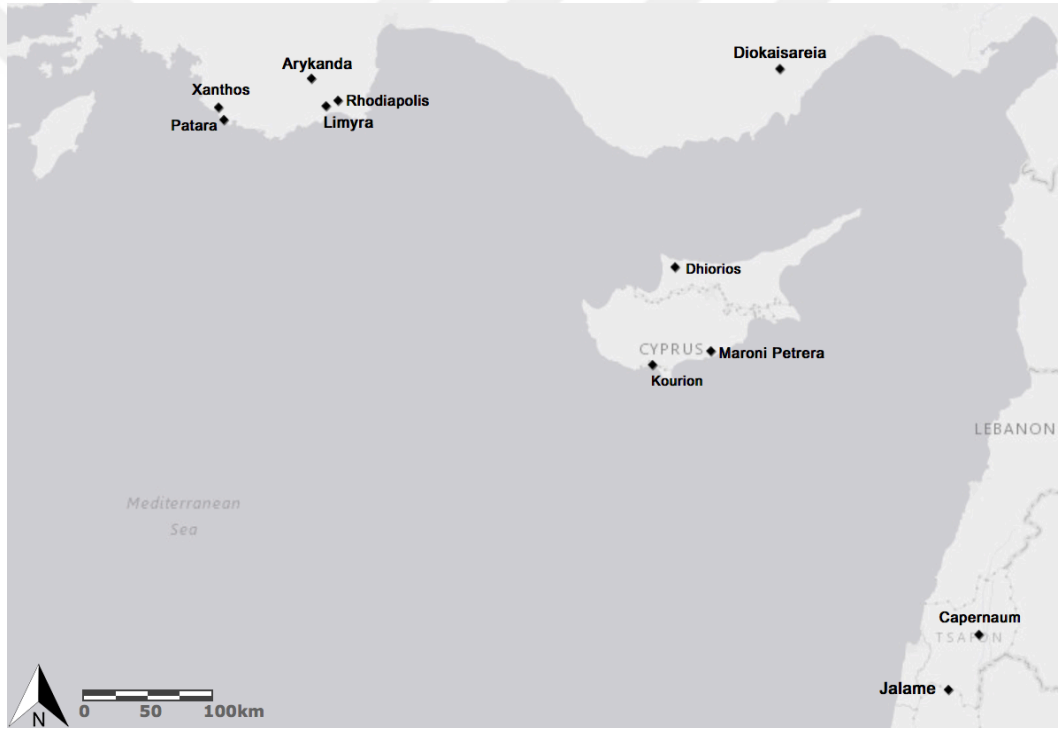 Diokaisareia
Arykanda
Xanthos
Rhodiapolis
Patara
Limyra
Dhiorios
CYPRUS
Maroni Petrera
Kourion
LEBANON
Mediterranean
Sea
Capernaum
TSAFON
Jalame
N
0 50 100km